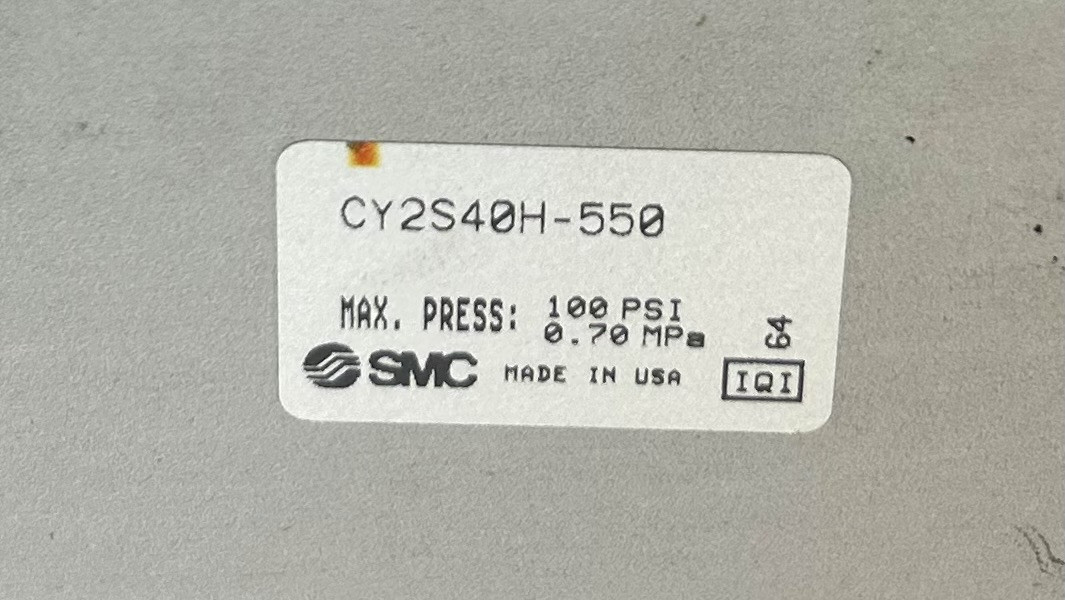 CY2S40H-550
MAX. PRESS: 100 PSI
0.70 MPa
64
SMC MADE IN USA
IQI